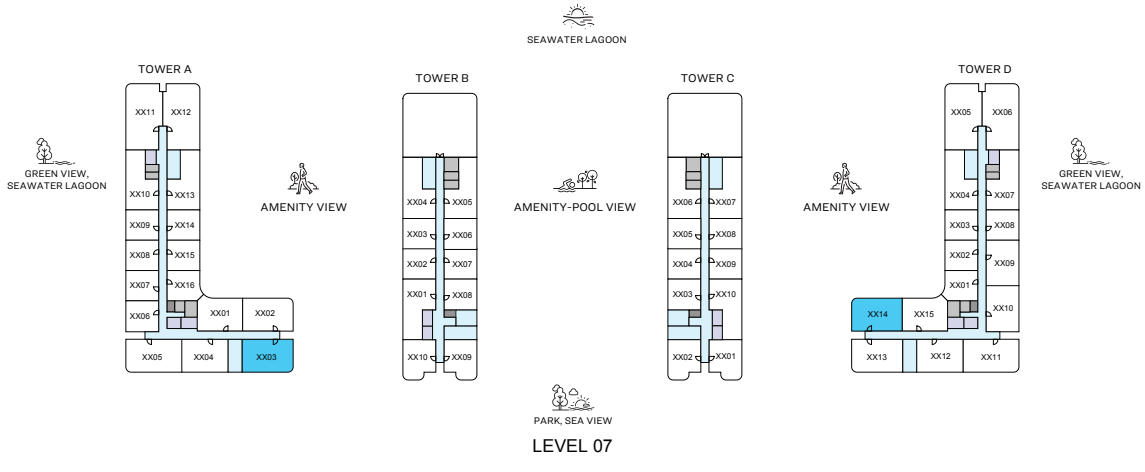 SEAWATER LAGOON
TOWER A
TOWER B
TOWER C
TOWER D
XX11 XX12
XX10 XX13
XX09 XX14
XX08 XX15
XX07 XX16
XX06 XX01 XX02
XX05 XX04 XX03
XX04 XX05
XX03 XX06
XX02 XX07
XX01 XX08
XX10 XX09
XX06 XX07
XX05 XX08
XX04 XX09
XX03 XX10
XX02 XX01
XX05 XX06
XX04 XX07
XX03 XX08
XX02 XX09
XX01
XX14 XX15 XX10
XX13 XX12 XX11
GREEN VIEW,
SEAWATER LAGOON
AMENITY VIEW
AMENITY-POOL VIEW
AMENITY VIEW
GREEN VIEW,
SEAWATER LAGOON
PARK, SEA VIEW
LEVEL 07